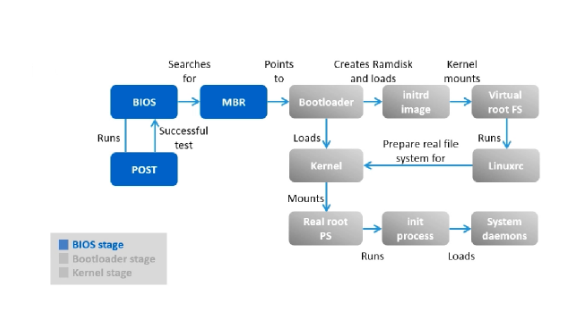 Searches
for
Points
to
Creates Ramdisk
and loads
Kernel
mounts
BIOS
MBR
Bootloader
initrd
image
Virtual
root FS
Runs
Successful
test
Loads
Prepare real file
system for
Runs
POST
Kernel
Linuxrc
Mounts
Real root
PS
init
process
System
daemons
Runs
Loads
BIOS stage
Bootloader stage
Kernel stage